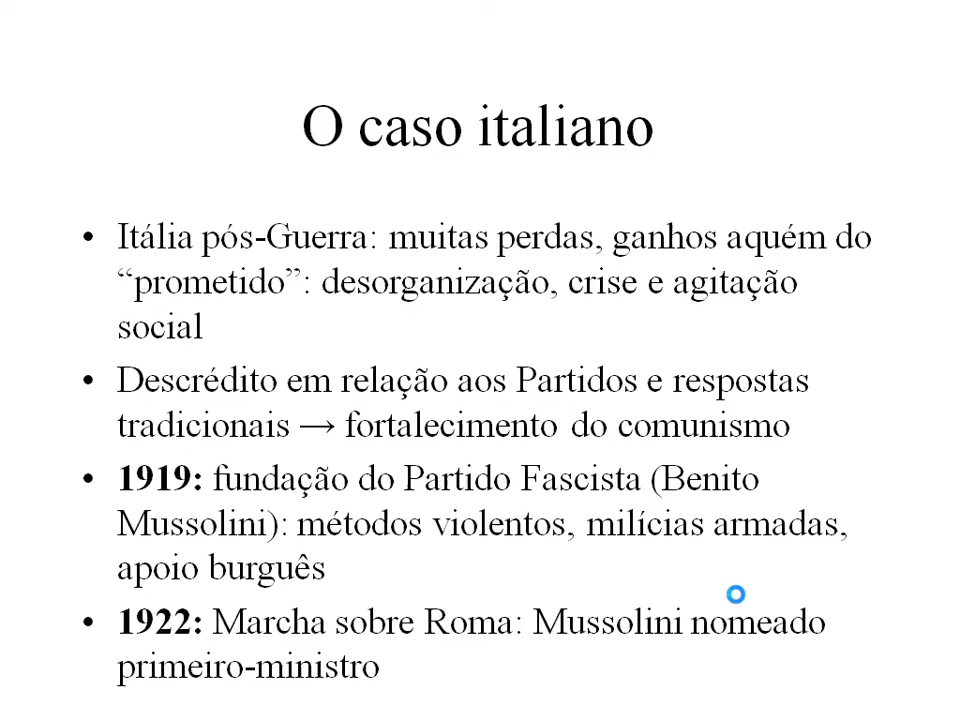 O caso italiano
• Itália pós-Guerra: muitas perdas, ganhos aquém do
“prometido”: desorganização, crise e agitação
social
• Descrédito em relação aos Partidos e respostas
tradicionais → fortalecimento do comunismo
• 1919: fundação do Partido Fascista (Benito
Mussolini): métodos violentos, milícias armadas,
apoio burguês
• 1922: Marcha sobre Roma: Mussolini nomeado
primeiro-ministro